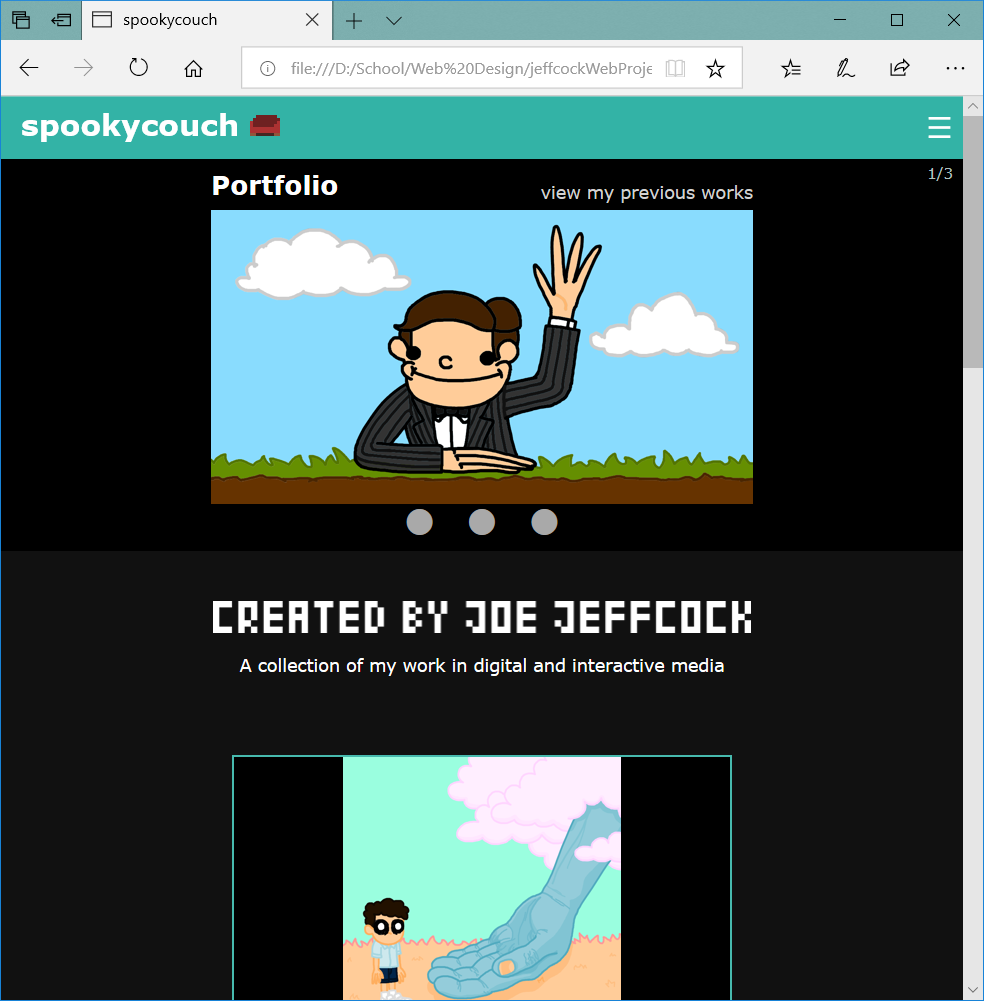 spookycouch
file:///D:/School/Web%20Design/jeffcockWebProje
spookycouch
1/3
Portfolio
view my previous works
CREATED BY JOE JEFFCOCK
A collection of my work in digital and interactive media